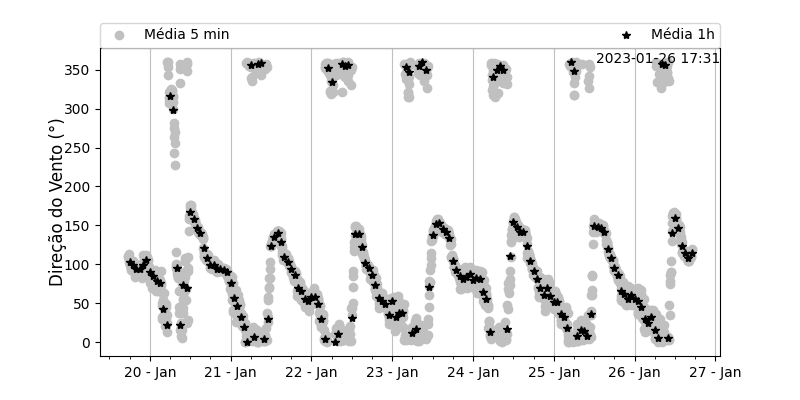 Média 5 min
Média 1h
2023-01-26 17:31
Direção do Vento (°)
350
300
250
200
150
100
50
0
20 - Jan
21 - Jan
22 - Jan
23 - Jan
24 - Jan
25 - Jan
26 - Jan
27 - Jan